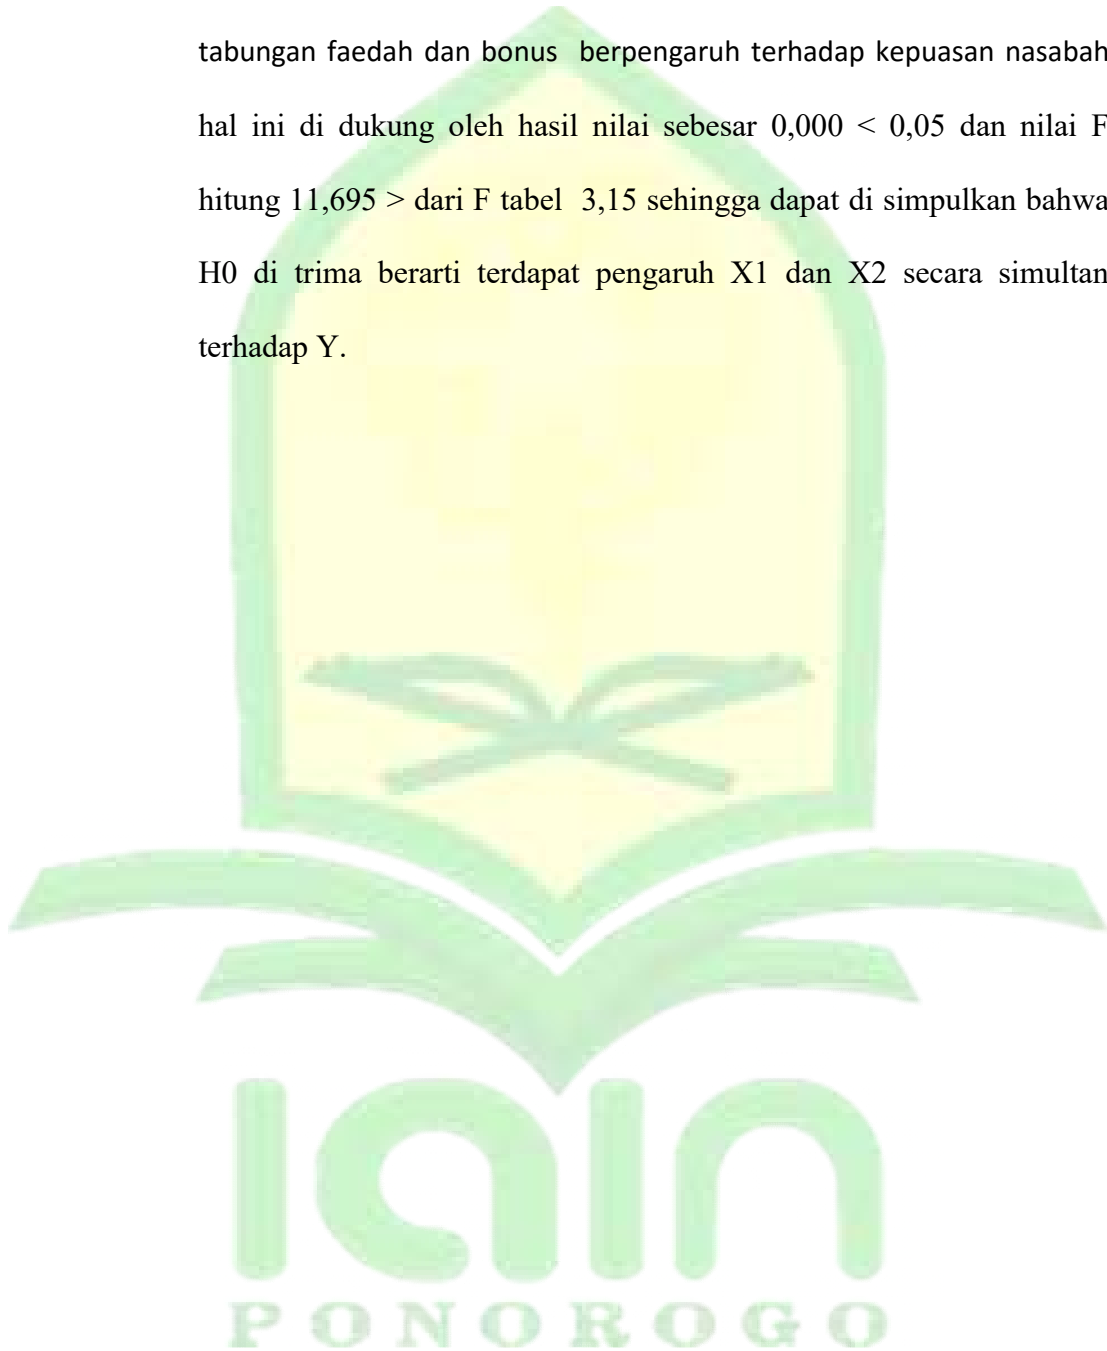 tabungan faedah dan bonus  berpengaruh terhadap kepuasan nasabah
hal ini di dukung oleh hasil nilai sebesar 0,000 < 0,05 dan nilai F
hitung 11,695 > dari F tabel  3,15 sehingga dapat di simpulkan bahwa
H0 di trima berarti terdapat pengaruh X1 dan X2 secara simultan
terhadap Y.
iain
PONOROGO